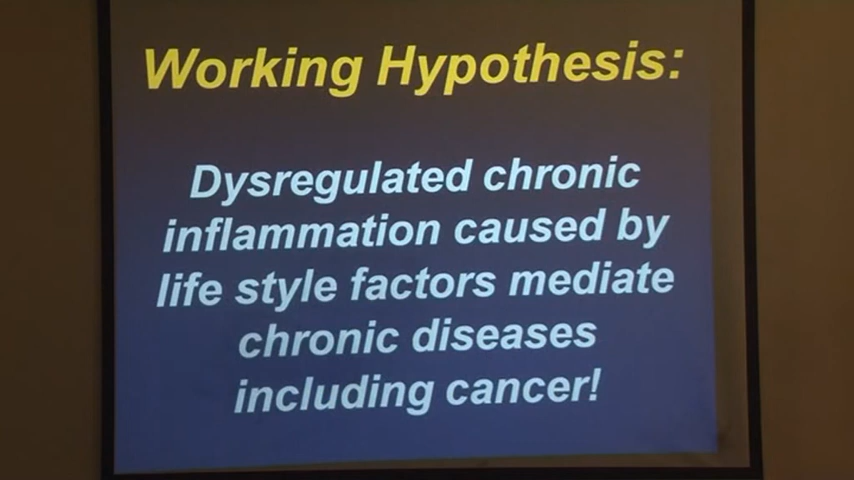 Working Hypothesis:
Dysregulated chronic
inflammation caused by
life style factors mediate
chronic diseases
including cancer!